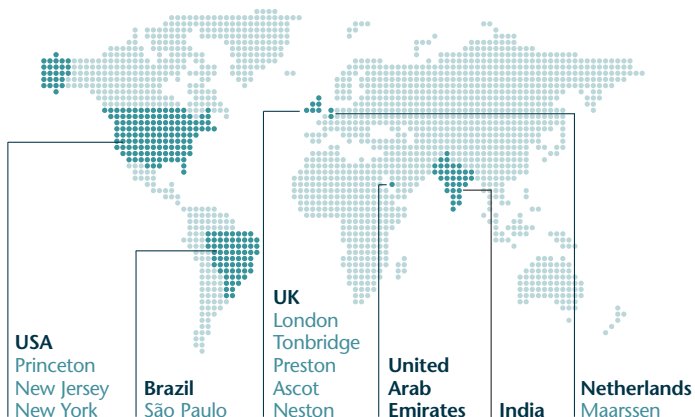 USA
Princeton
New Jersey
New York
Brazil
São Paulo
UK
London
Tonbridge
Preston
Ascot
Neston
United
Arab
Emirates
India
Netherlands
Maarssen